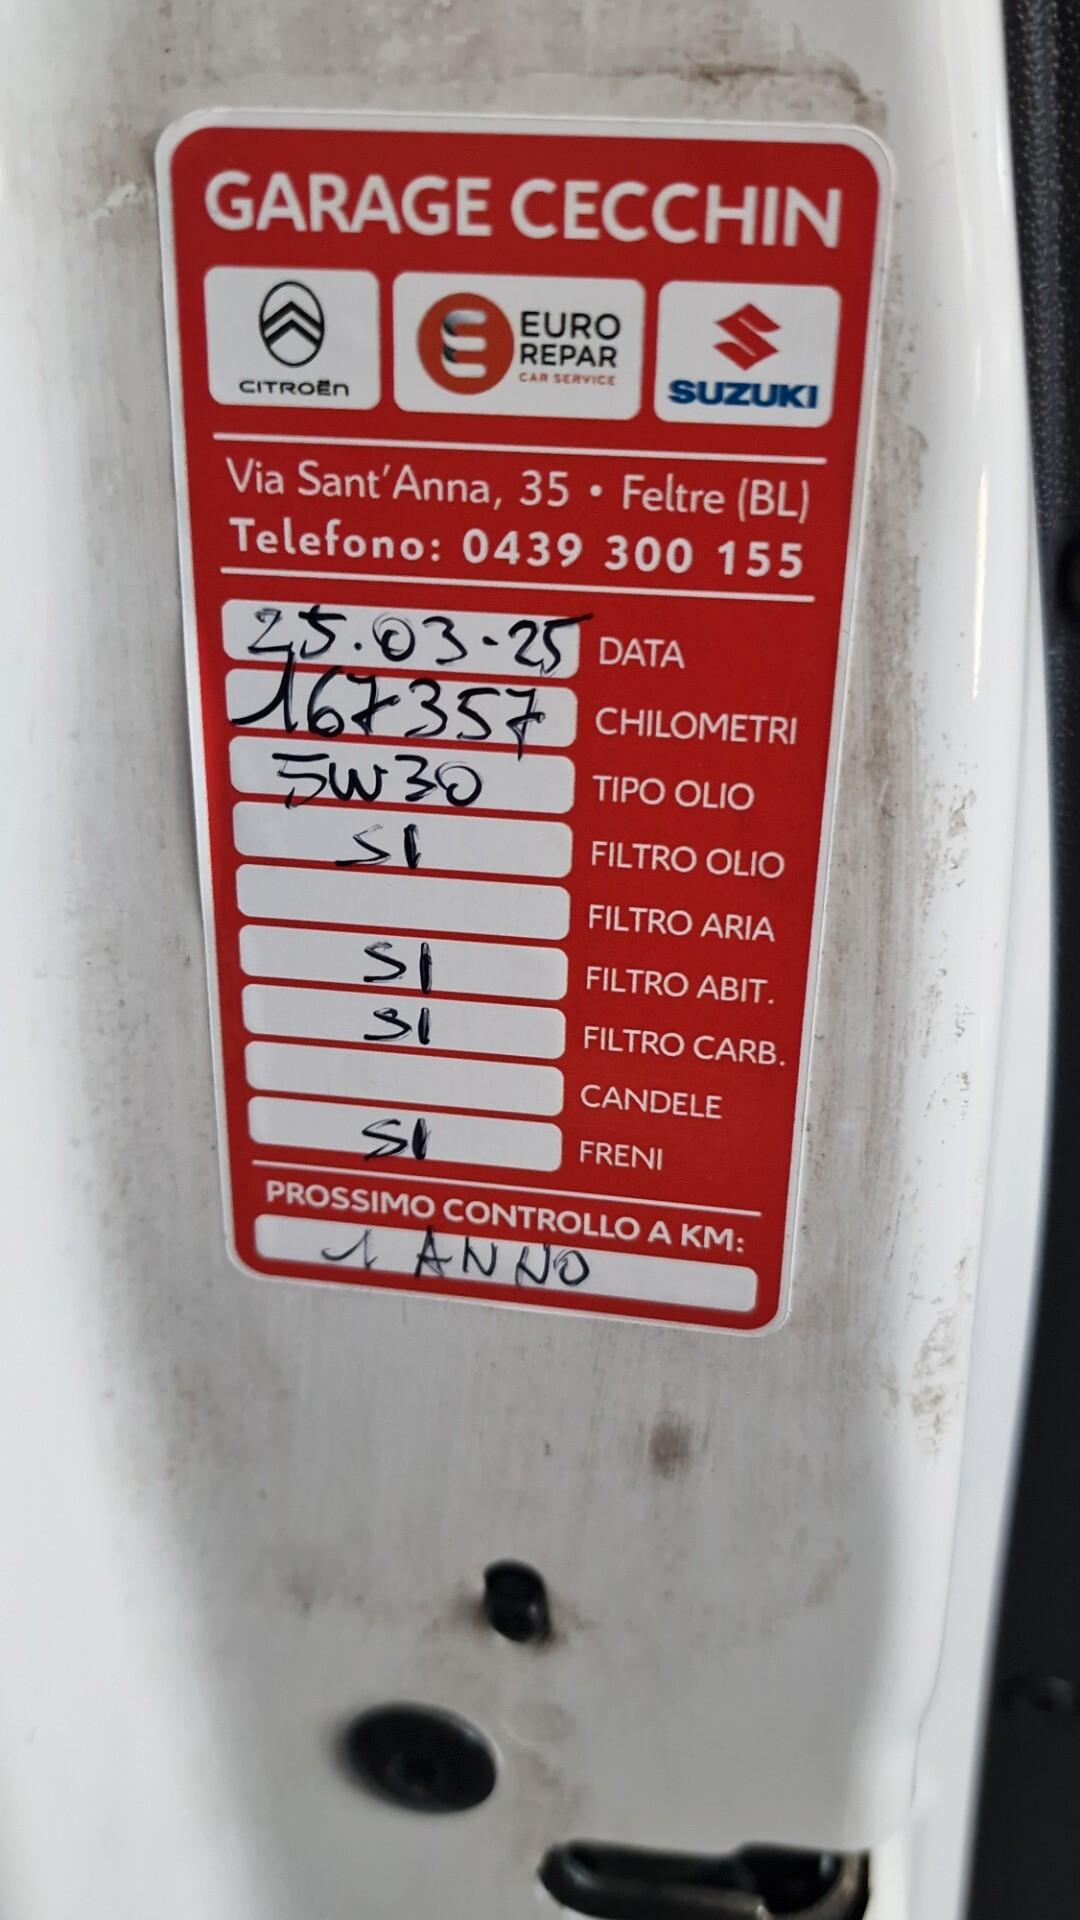 GARAGE CECCHIN
CITROËN
EURO
REPAR
CAR SERVICE
SUZUKI
Via Sant'Anna, 35 • Feltre (BL)
Telefono: 0439 300 155
25.03-25 DATA
167357 CHILOMETRI
5W30 TIPO OLIO
SI FILTRO OLIO
FILTRO ARIA
SI FILTRO ABIT.
SI FILTRO CARB.
CANDELE
SI FRENI
PROSSIMO CONTROLLO A KM:
1 ANNO